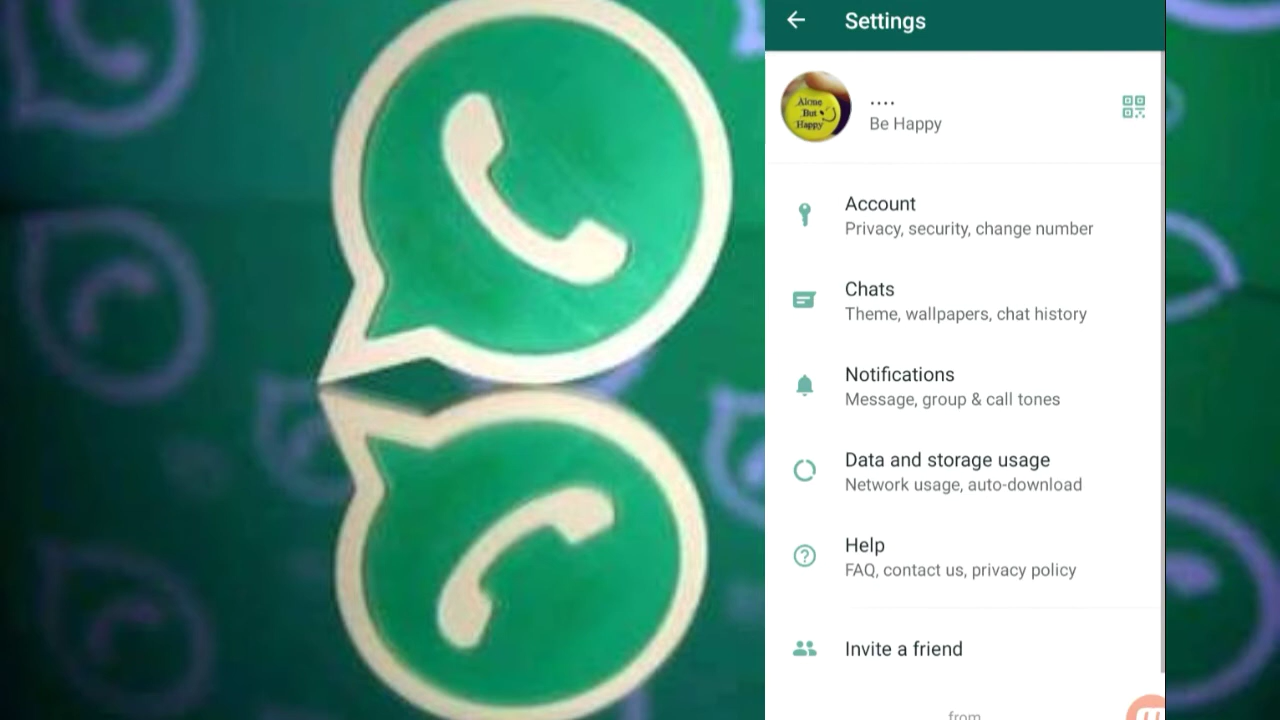 Settings
Alone
But
Happy
....
Be Happy
Account
Privacy, security, change number
Chats
Theme, wallpapers, chat history
Notifications
Message, group & call tones
Data and storage usage
Network usage, auto-download
Help
FAQ, contact us, privacy policy
Invite a friend
from